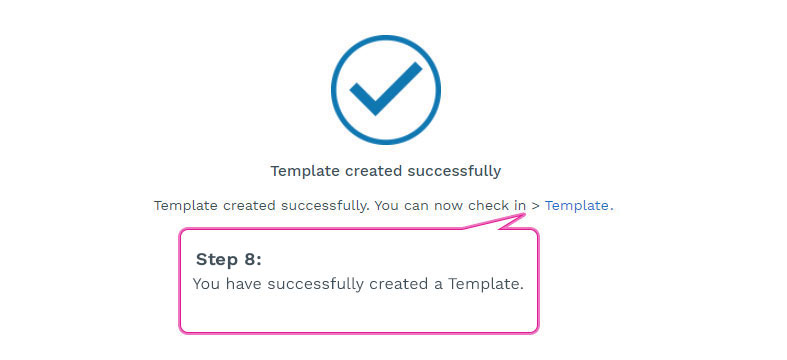 Template created successfully
Template created successfully. You can now check in > Template.
Step 8:
You have successfully created a Template.